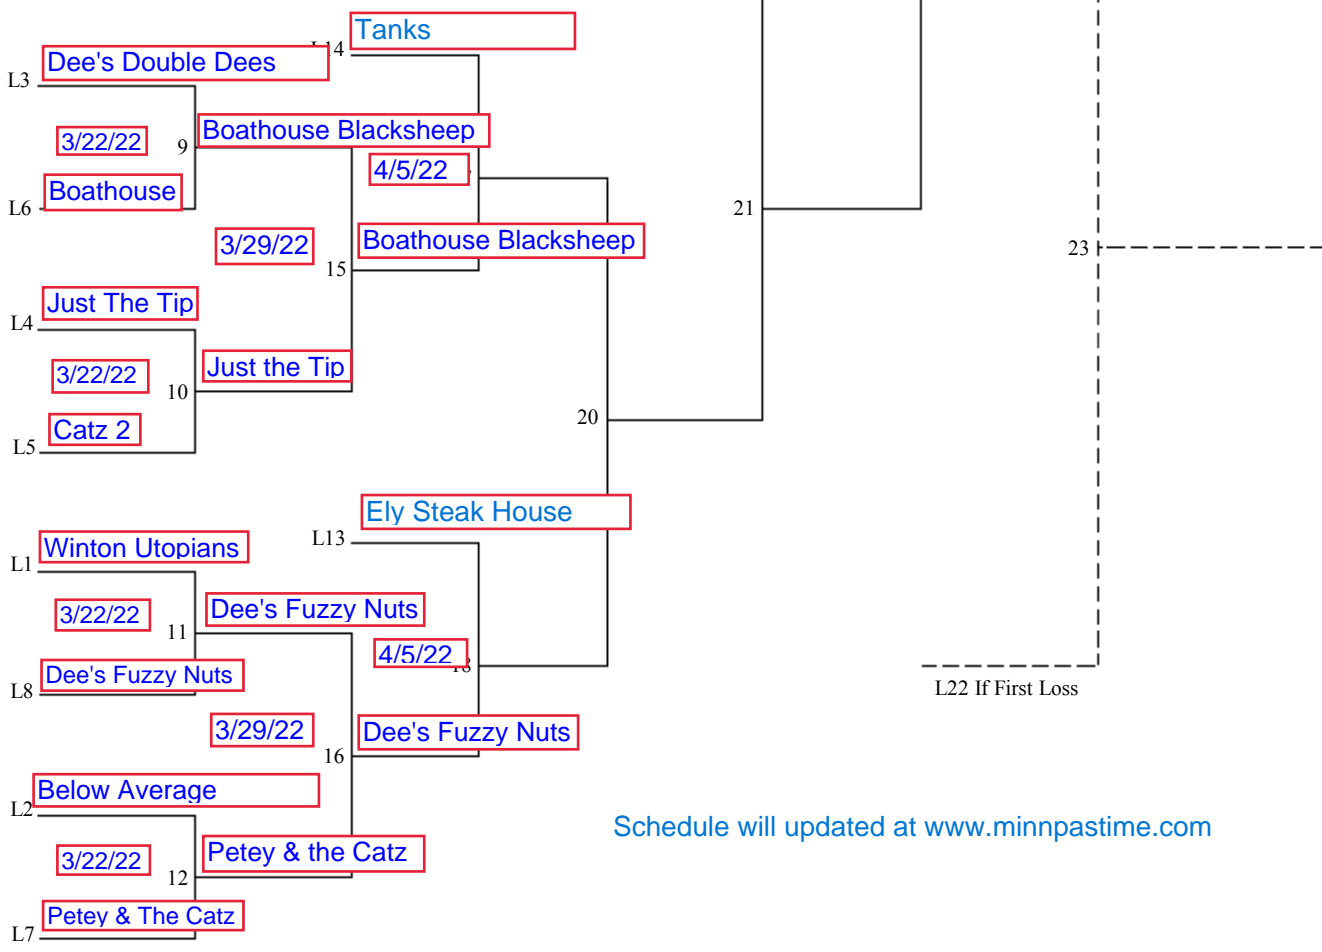 Tanks
L14
Dee's Double Dees
L3
Boathouse Blacksheep
3/22/22
9
4/5/22
Boathouse
L6
21
Boathouse Blacksheep
3/29/22
23
15
Just The Tip
L4
Just the Tip
3/22/22
10
20
Catz 2
L5
Ely Steak House
L13
Winton Utopians
L1
Dee's Fuzzy Nuts
3/22/22
11
4/5/22
18
Dee's Fuzzy Nuts
L8
L22 If First Loss
3/29/22
Dee's Fuzzy Nuts
16
Below Average
L2
Schedule will updated at www.minnpastime.com
Petey & the Catz
3/22/22
12
Petey & The Catz
L7